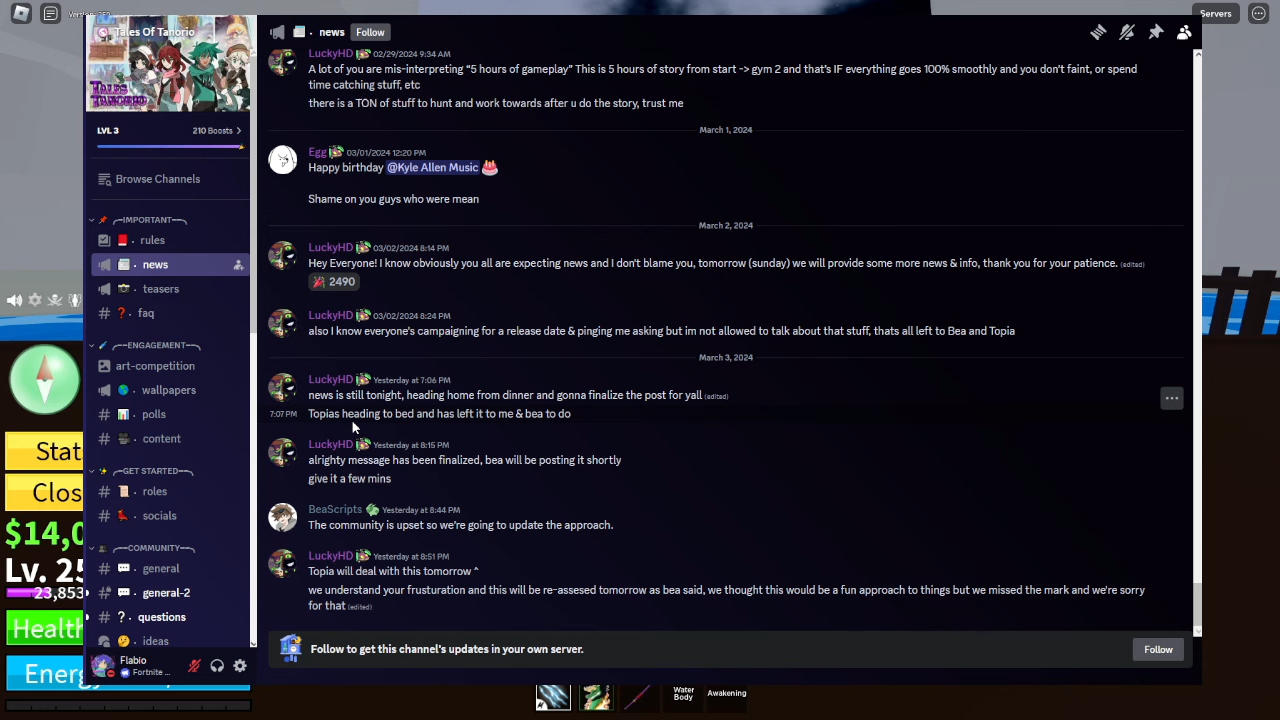 Servers
Tales Of Tanorio
TALES
TANORIO
LVL 3
210 Boosts >
Browse Channels
IMPORTANT
rules
news
teasers
faq
ENGAGEMENT
art-competition
wallpapers
polls
content
GET STARTED
roles
socials
COMMUNITY
general
general-2
questions
ideas
Flabio
Fortnite ...
news
Follow
LuckyHD 02/29/2024 9:34 AM
A lot of you are mis-interpreting “5 hours of gameplay” This is 5 hours of story from start -> gym 2 and that's IF everything goes 100% smoothly and you don't faint, or spend
time catching stuff, etc
there is a TON of stuff to hunt and work towards after u do the story, trust me
March 1, 2024
Egg 03/01/2024 12:20 PM
Happy birthday @Kyle Allen Music 🎂
Shame on you guys who were mean
March 2, 2024
LuckyHD 03/02/2024 8:14 PM
Hey Everyone! I know obviously you all are expecting news and I don't blame you, tomorrow (sunday) we will provide some more news & info, thank you for your patience. (edited)
2490
LuckyHD 03/02/2024 8:24 PM
also I know everyone's campaigning for a release date & pinging me asking but im not allowed to talk about that stuff, thats all left to Bea and Topia
March 3, 2024
LuckyHD Yesterday at 7:06 PM
news is still tonight, heading home from dinner and gonna finalize the post for yall (edited)
7:07 PM Topias heading to bed and has left it to me & bea to do
LuckyHD Yesterday at 8:15 PM
alrighty message has been finalized, bea will be posting it shortly
give it a few mins
BeaScripts Yesterday at 8:44 PM
The community is upset so we're going to update the approach.
LuckyHD Yesterday at 8:51 PM
Topia will deal with this tomorrow ^
we understand your frusturation and this will be re-assesed tomorrow as bea said, we thought this would be a fun approach to things but we missed the mark and we're sorry
for that (edited)
Follow to get this channel's updates in your own server.
Follow
Stat
Clos
$14,0
Lv. 25
23,853
Health
Energy
Water
Body
Awakening